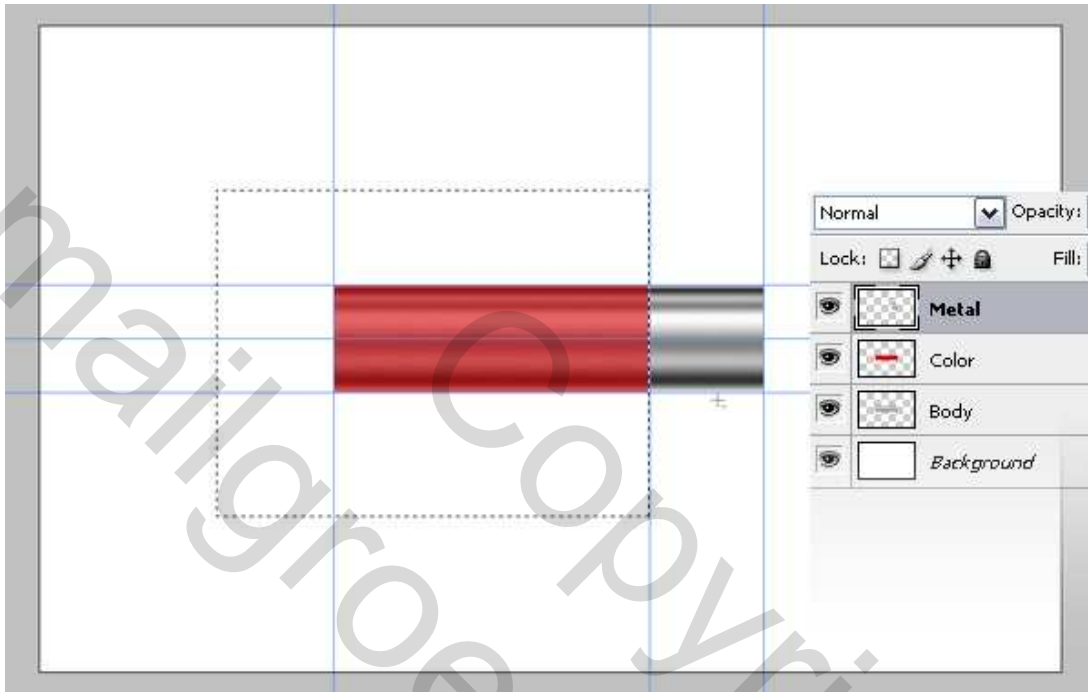 Normal Opacity:
Lock: Fill:
Metal
Color
Body
Background
mailgroe
Copyri